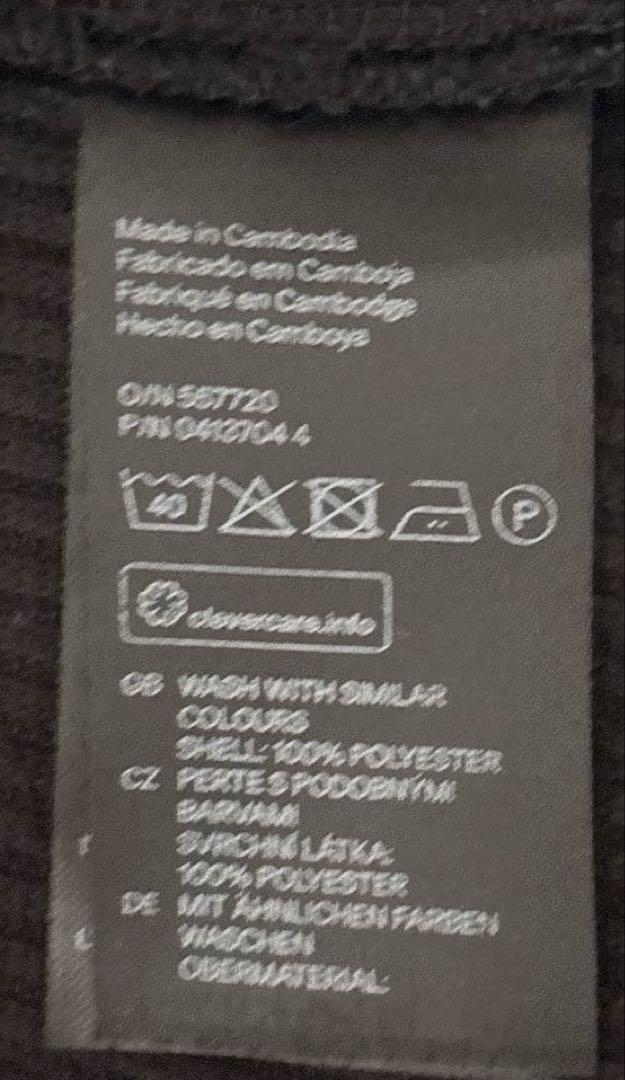 Made in Cambodia
Fabricado em Camboja
Fabriqué en Cambodge
Hecho en Camboya
O/N 557720
P/N 0412704 4
40
P
clevercare.info
GB WASH WITH SIMILAR
COLOURS
SHELL: 100% POLYESTER
CZ PERTE S PODOBNÝMI
BARVAMI
SVRCHNÍ LÁTKA:
100% POLYESTER
DE MIT ÄHNLICHEN FARBEN
WASCHEN
OBERMATERIAL: